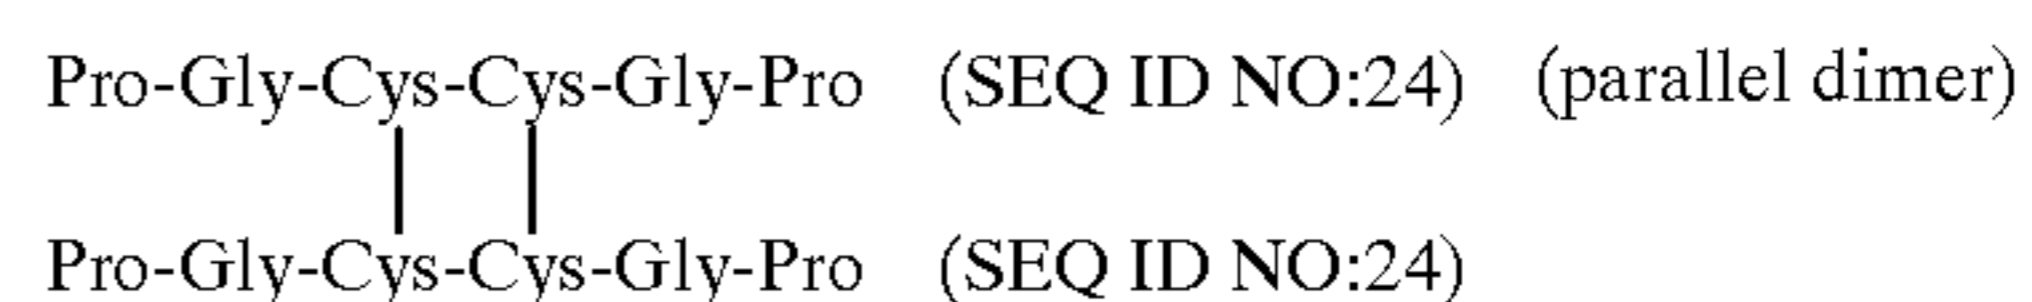 Pro-Gly-Cys-Cys-Gly-Pro (SEQ ID NO:24) (parallel dimer)
Pro-Gly-Cys-Cys-Gly-Pro (SEQ ID NO:24)